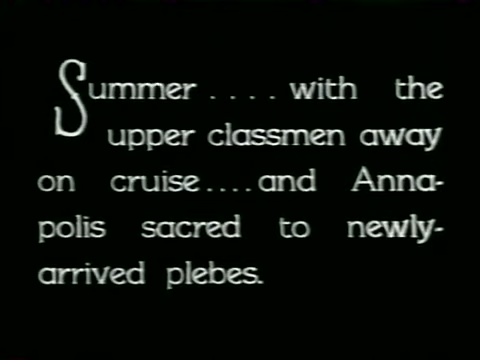 Summer .... with the
upper classmen away
on cruise....and Anna-
polis sacred to newly-
arrived plebes.